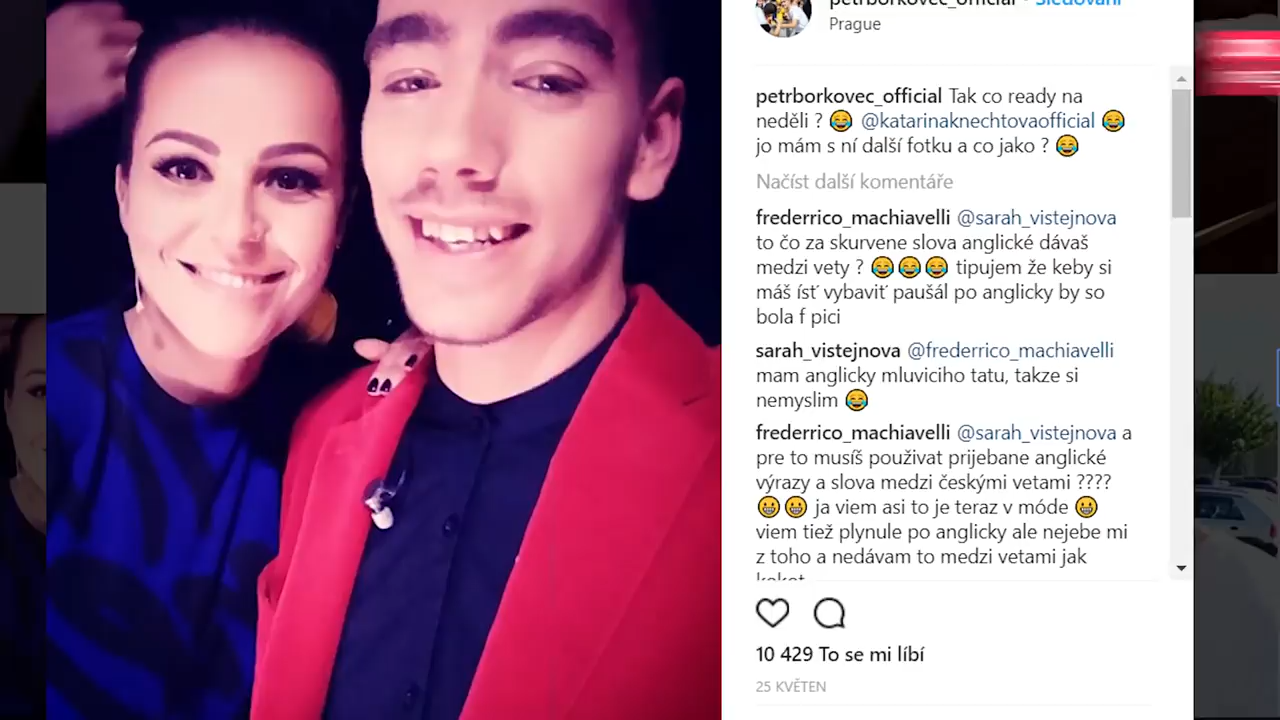 petrborkovec_official • Sledování
Prague
petrborkovec_official Tak co ready na
neděli ? 😂 @katarinaknechtovaofficial 😂
jo mám s ní další fotku a co jako ? 😂
Načíst další komentáře
frederrico_machiavelli @sarah_vistejnova
to čo za skurvene slova anglické dávaš
medzi vety ? 😂😂😂 tipujem že keby si
máš ísť vybaviť paušál po anglicky by so
bola f pici
sarah_vistejnova @frederrico_machiavelli
mam anglicky mluviciho tatu, takze si
nemyslim 😂
frederrico_machiavelli @sarah_vistejnova a
pre to musíš použivat prijebane anglické
výrazy a slova medzi českými vetami ????
😀😀 ja viem asi to je teraz v móde 😀
viem tiež plynule po anglicky ale nejebe mi
z toho a nedávam to medzi vetami jak
kokot
10 429 To se mi líbí
25 KVĚTEN